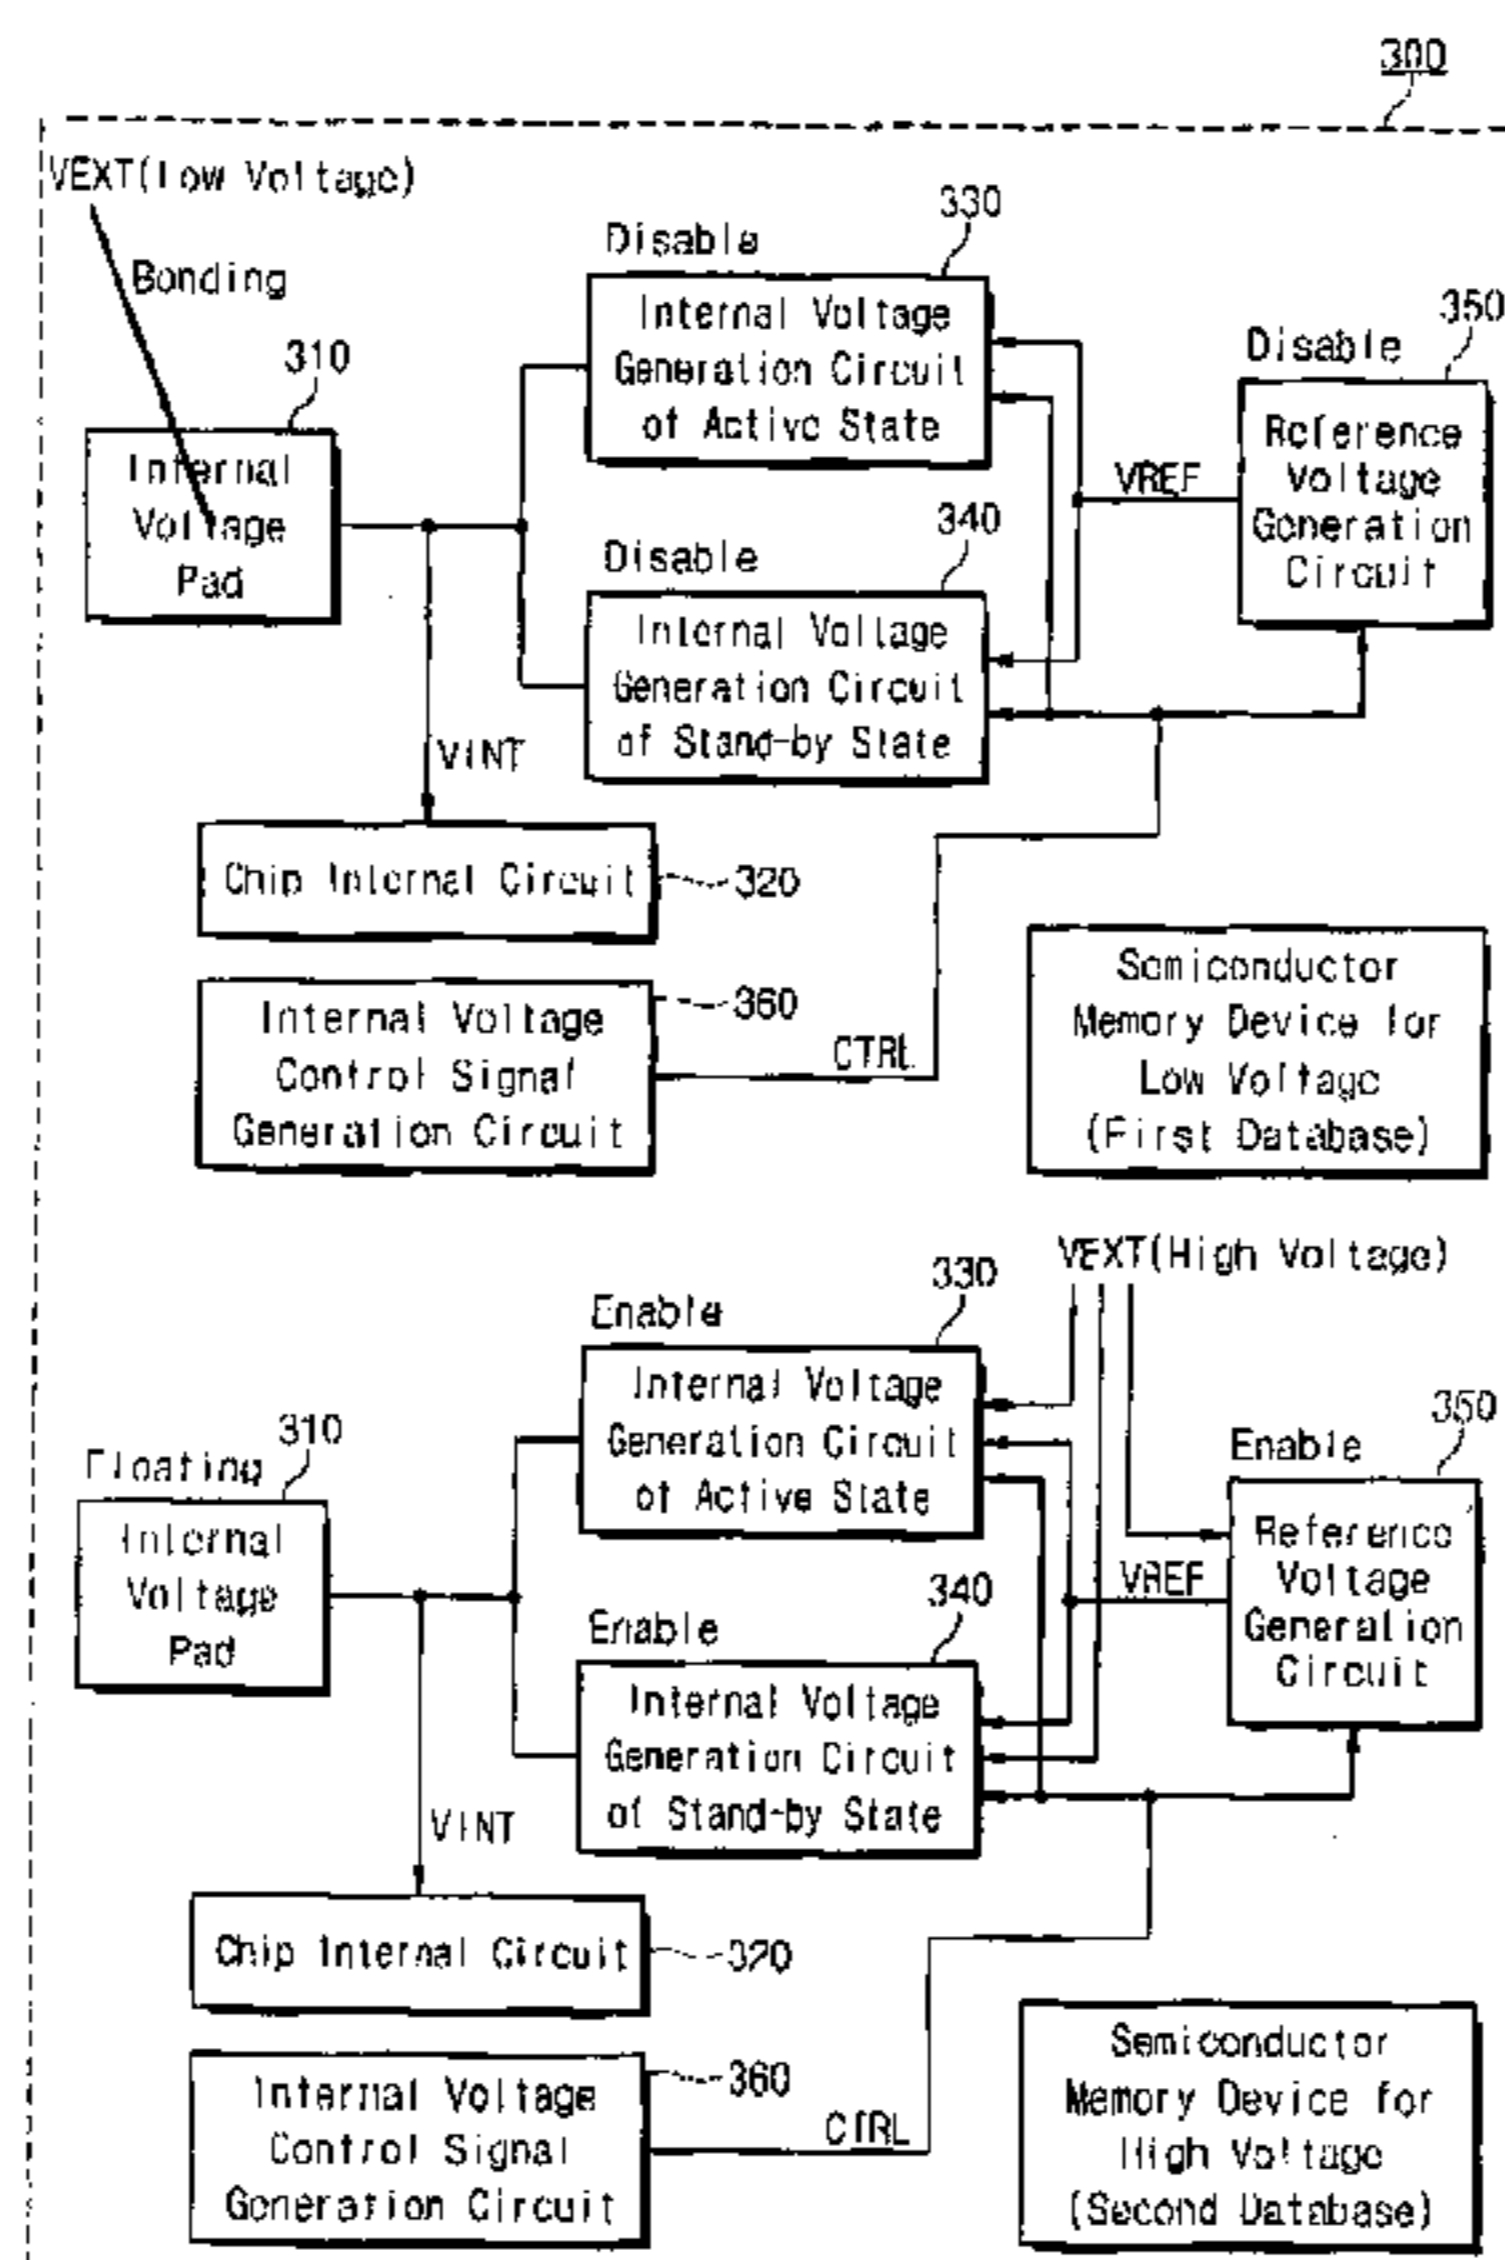 300
VEXT(Low Voltage)
Bonding
310
Internal
Voltage
Pad
Disable
330
Internal Voltage
Generation Circuit
of Active State
Disable
350
Reference
Voltage
Generation
Circuit
VREF
Disable
340
Internal Voltage
Generation Circuit
of Stand-by State
VINT
Chip Internal Circuit
320
Internal Voltage
Control Signal
Generation Circuit
360
CTRL
Semiconductor
Memory Device for
Low Voltage
(First Database)
VEXT(High Voltage)
Enable
330
Internal Voltage
Generation Circuit
of Active State
Floating
310
Internal
Voltage
Pad
Enable
350
Reference
Voltage
Generation
Circuit
VREF
Enable
340
Internal Voltage
Generation Circuit
of Stand-by State
VINT
Chip Internal Circuit
320
Internal Voltage
Control Signal
Generation Circuit
360
CTRL
Semiconductor
Memory Device for
High Voltage
(Second Database)